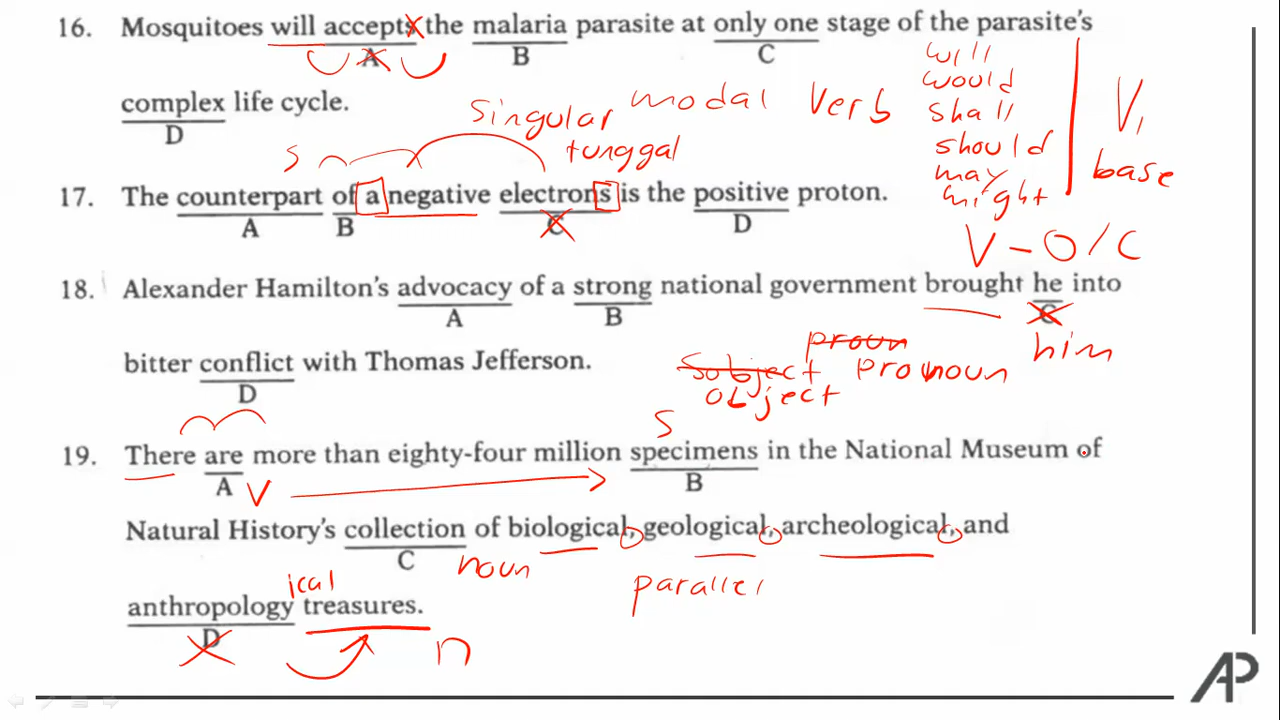 16. Mosquitoes will accepts the malaria parasite at only one stage of the parasite's
A B C
will
would
complex life cycle.
D
singular modal verb
shall
V1
tunggal
should
S
may
base
might
17. The counterpart of a negative electrons is the positive proton.
A B C D
V - O/C
18. Alexander Hamilton's advocacy of a strong national government brought he into
A B C
proun
him
bitter conflict with Thomas Jefferson.
D
subject pronoun
object
S
19. There are more than eighty-four million specimens in the National Museum of
A V B
Natural History's collection of biological, geological, archeological, and
C noun
ical
parallel
anthropology treasures.
D n
AP